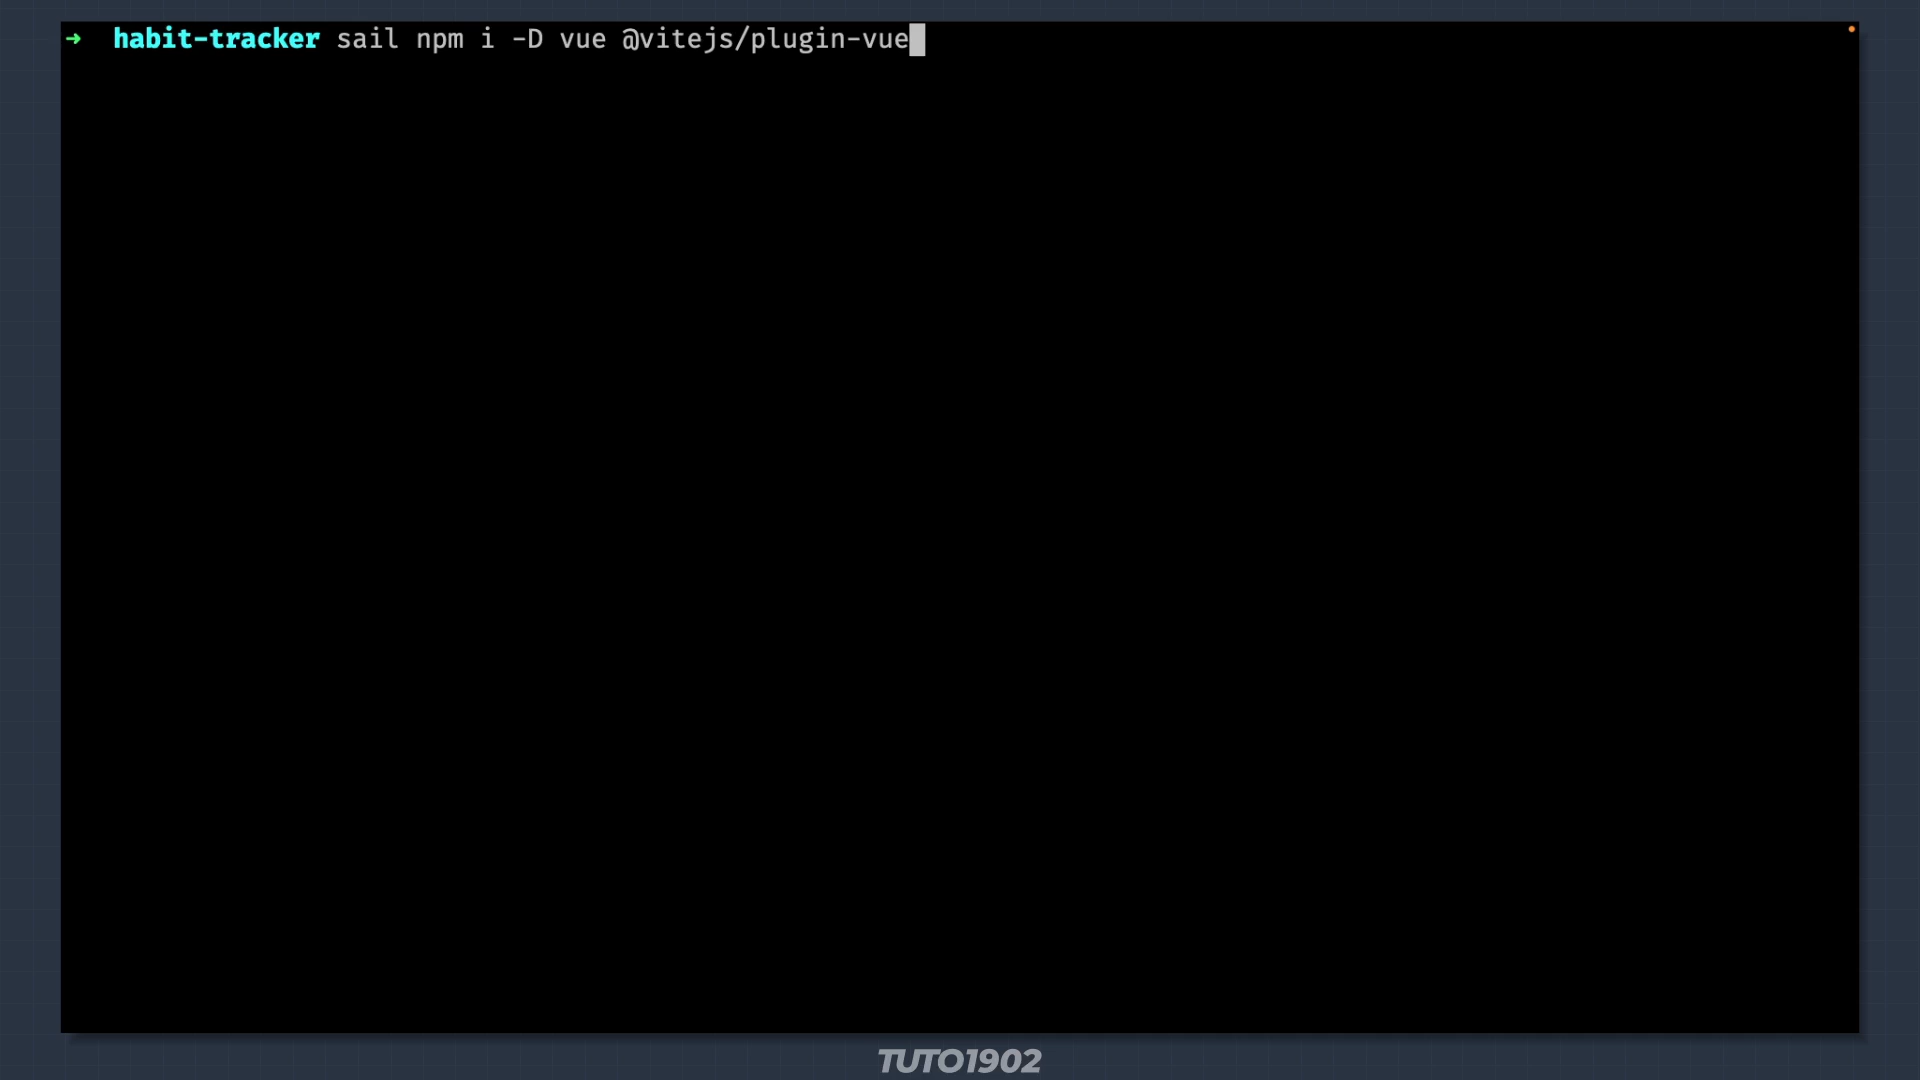 ➜ habit-tracker sail npm i -D vue @vitejs/plugin-vue
TUTO1902